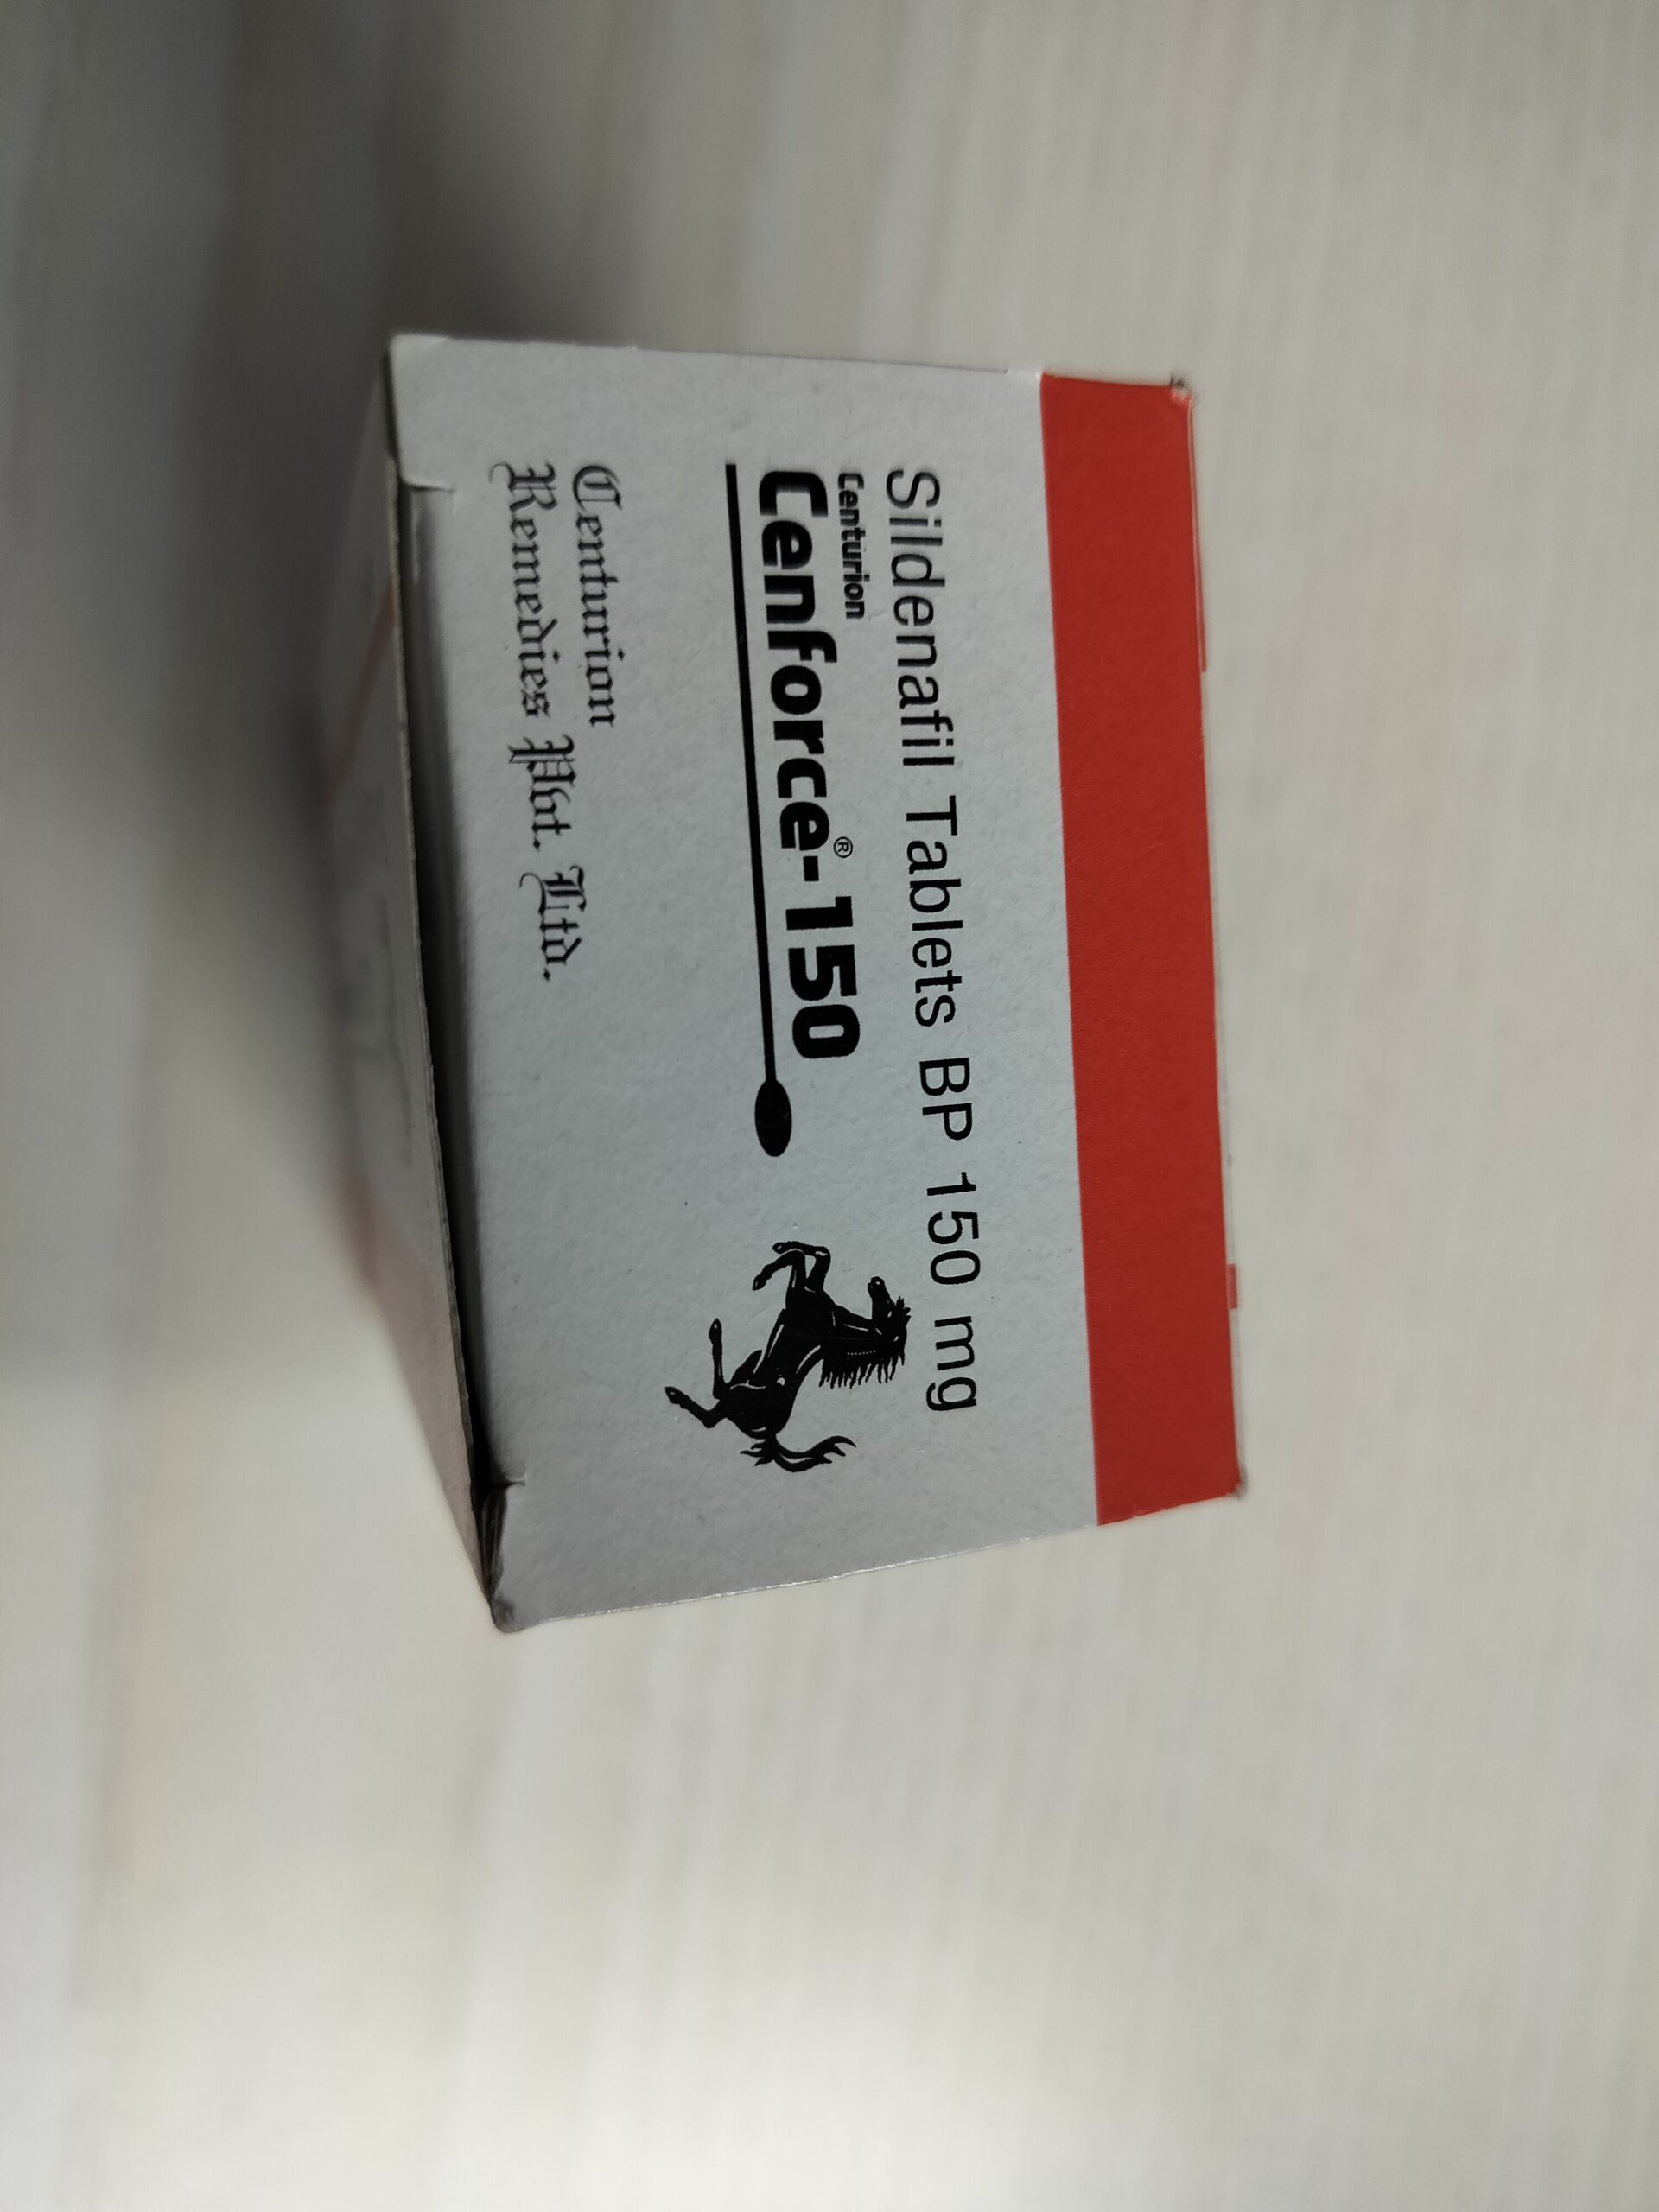 Sildenafil Tablets BP 150 mg
Centurion
Cenforce®-150
Centurion
Remedies Pvt. Ltd.